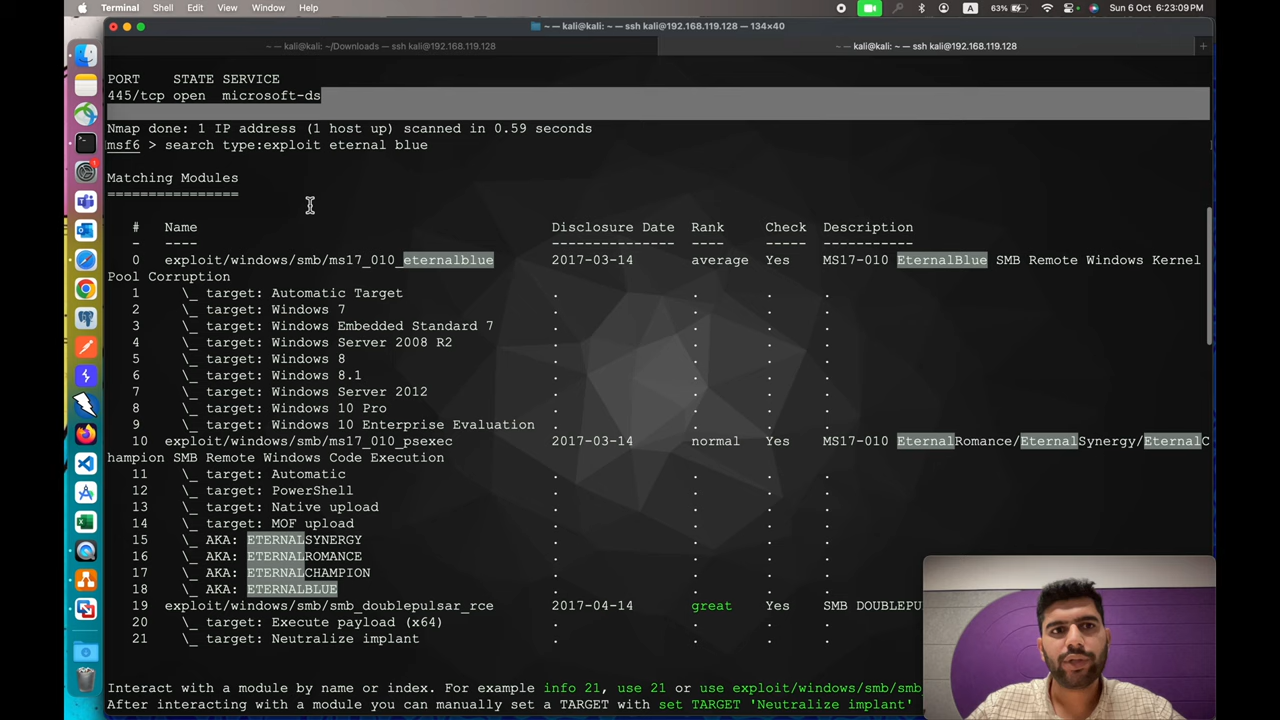 Terminal Shell Edit View Window Help 63% A Sun 6 Oct 6:23:09 PM
~ — kali@kali: ~ — ssh kali@192.168.119.128 — 134×40
~ — kali@kali: ~/Downloads — ssh kali@192.168.119.128
~ — kali@kali: ~ — ssh kali@192.168.119.128
PORT STATE SERVICE
445/tcp open microsoft-ds
Nmap done: 1 IP address (1 host up) scanned in 0.59 seconds
msf6 > search type:exploit eternal blue
Matching Modules
================
# Name Disclosure Date Rank Check Description
- ---- --------------- ---- ----- -----------
0 exploit/windows/smb/ms17_010_eternalblue 2017-03-14 average Yes MS17-010 EternalBlue SMB Remote Windows Kernel
Pool Corruption
1 \_ target: Automatic Target . . . .
2 \_ target: Windows 7 . . . .
3 \_ target: Windows Embedded Standard 7 . . . .
4 \_ target: Windows Server 2008 R2 . . . .
5 \_ target: Windows 8 . . . .
6 \_ target: Windows 8.1 . . . .
7 \_ target: Windows Server 2012 . . . .
8 \_ target: Windows 10 Pro . . . .
9 \_ target: Windows 10 Enterprise Evaluation . . . .
10 exploit/windows/smb/ms17_010_psexec 2017-03-14 normal Yes MS17-010 EternalRomance/EternalSynergy/EternalC
hampion SMB Remote Windows Code Execution
11 \_ target: Automatic . . . .
12 \_ target: PowerShell . . . .
13 \_ target: Native upload . . . .
14 \_ target: MOF upload . . . .
15 \_ AKA: ETERNALSYNERGY . . . .
16 \_ AKA: ETERNALROMANCE . . . .
17 \_ AKA: ETERNALCHAMPION . . . .
18 \_ AKA: ETERNALBLUE . . . .
19 exploit/windows/smb/smb_doublepulsar_rce 2017-04-14 great Yes SMB DOUBLEPU
20 \_ target: Execute payload (x64) . . . .
21 \_ target: Neutralize implant . . . .
Interact with a module by name or index. For example info 21, use 21 or use exploit/windows/smb/smb
After interacting with a module you can manually set a TARGET with set TARGET 'Neutralize implant'